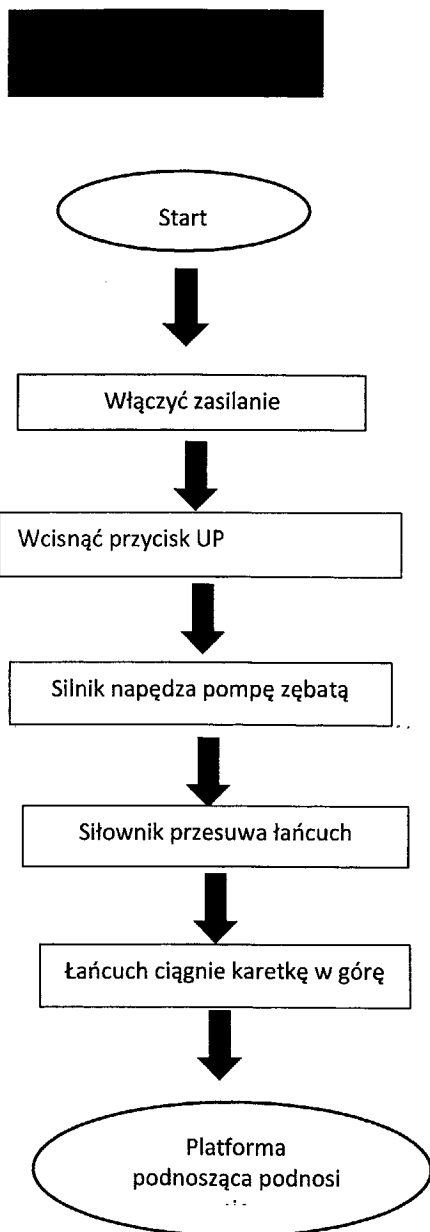 Start
Włączyć zasilanie
Wcisnąć przycisk UP
Silnik napędza pompę zębatą
Siłownik przesuwa łańcuch
Łańcuch ciągnie karetkę w górę
Platforma
podnosząca podnosi